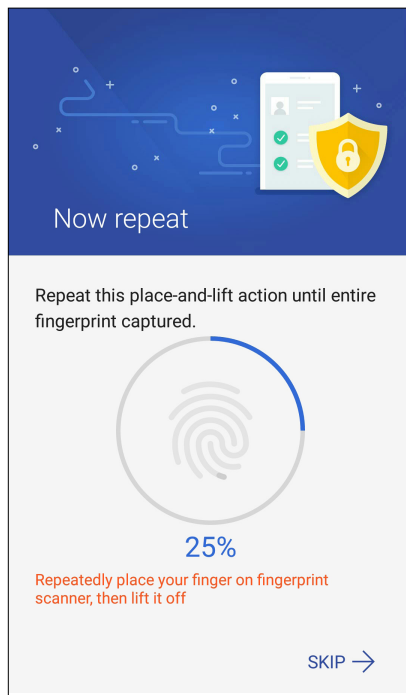 Now repeat
Repeat this place-and-lift action until entire
fingerprint captured.
25%
Repeatedly place your finger on fingerprint
scanner, then lift it off
SKIP